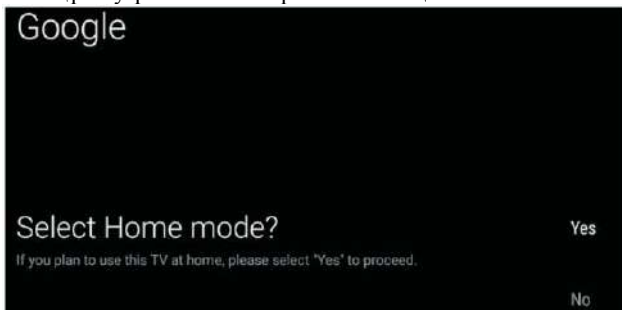 Google
Select Home mode?
Yes
If you plan to use this TV at home, please select "Yes" to proceed.
No